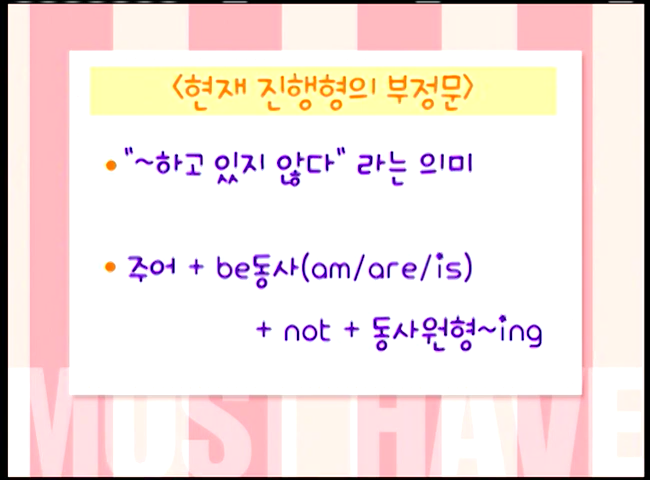 <현재 진행형의 부정문>
• "~하고 있지 않다" 라는 의미
• 주어 + be동사(am/are/is)
+ not + 동사원형~ing
MUST HAVE